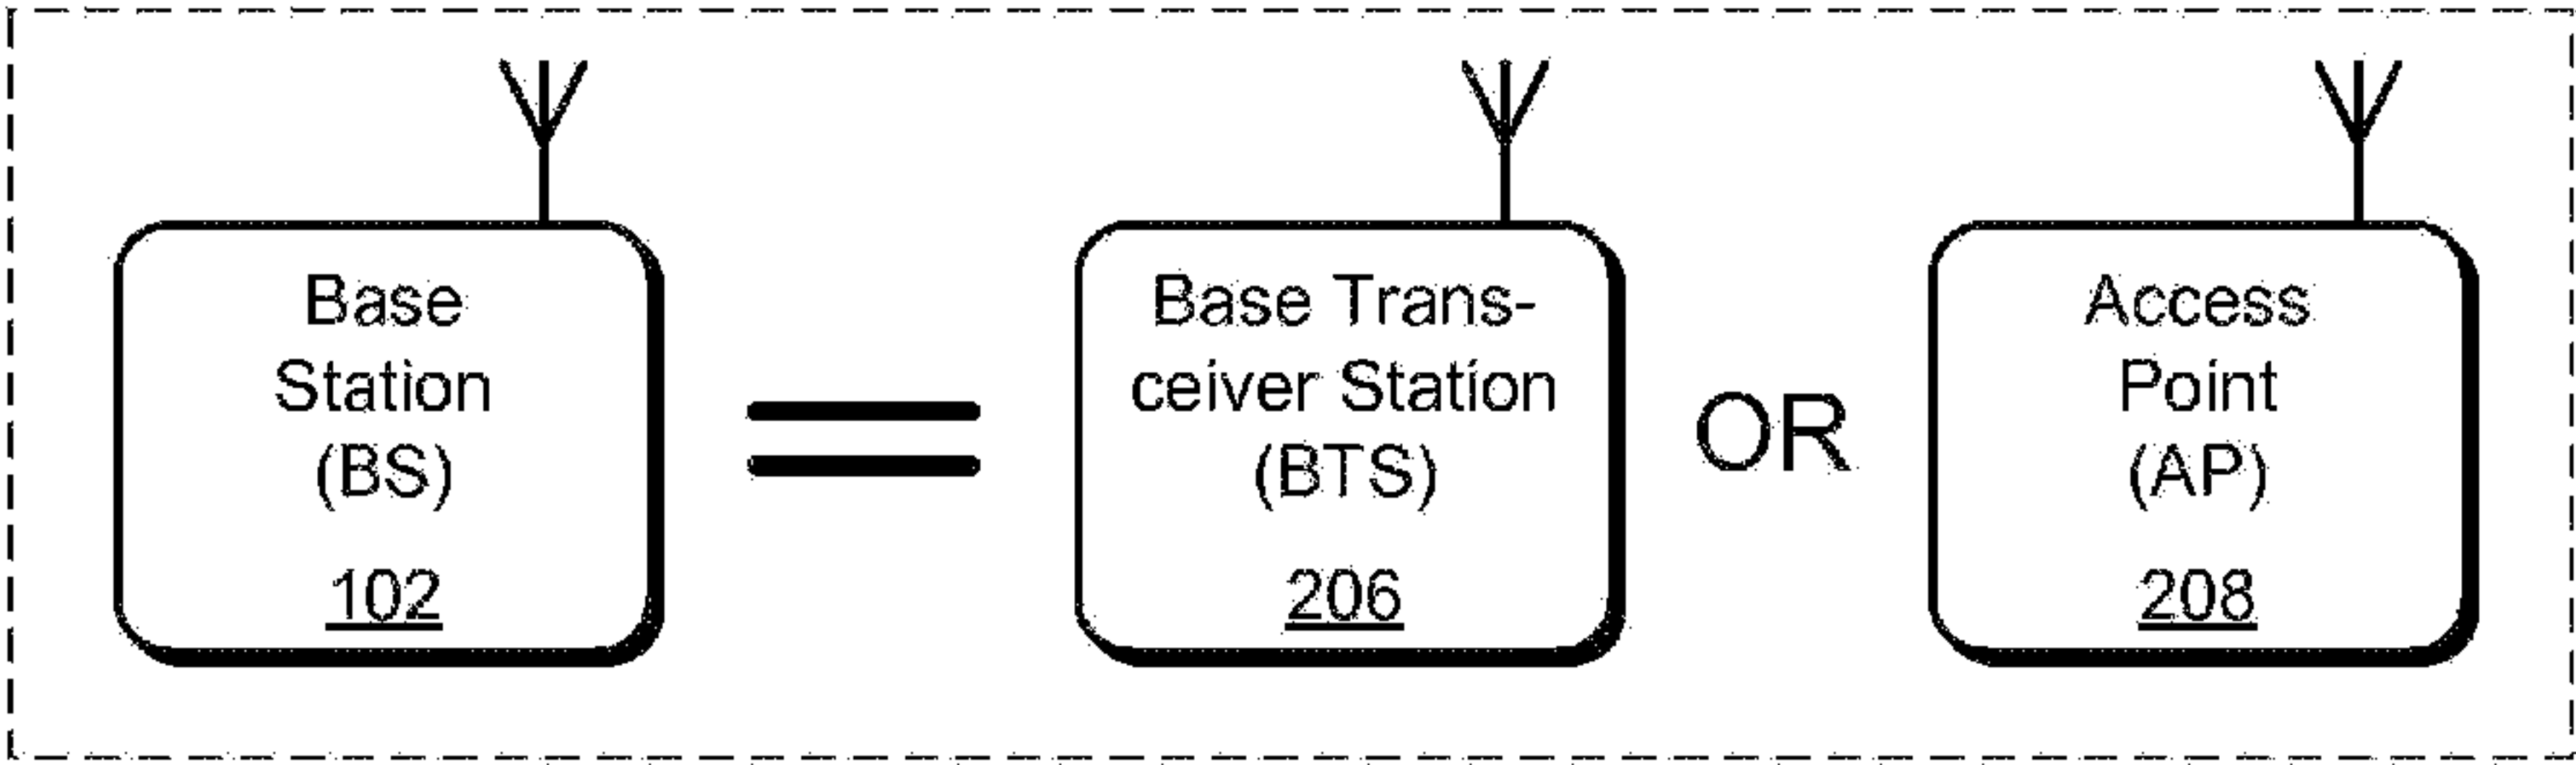 Base
Station
(BS)
102
Base Trans-
ceiver Station
(BTS)
206
OR
Access
Point
(AP)
208